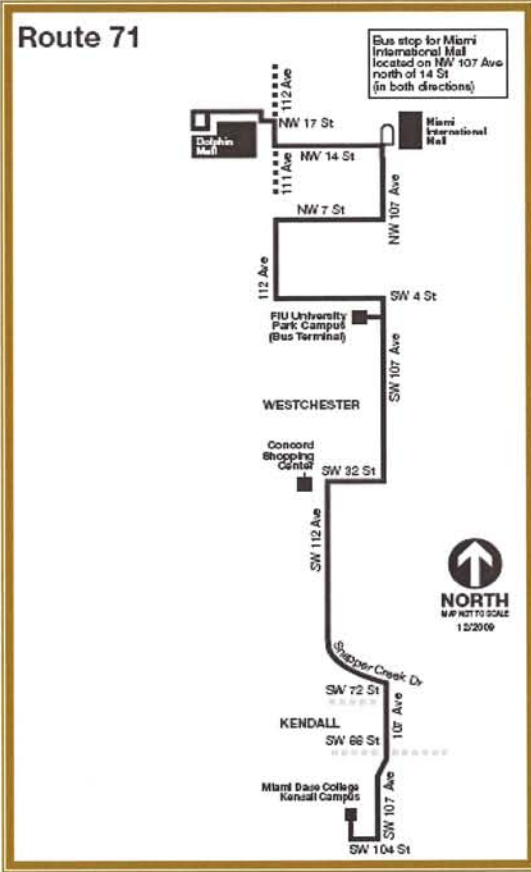 Route 71
Bus stop for Miami
International Mall
located on NW 107 Ave
north of 14 St
(in both directions)
112 Ave
NW 17 St
Dolphin
Mall
Miami
International
Mall
NW 14 St
111 Ave
NW 107 Ave
NW 7 St
112 Ave
SW 4 St
FIU University
Park Campus
(Bus Terminal)
SW 107 Ave
WESTCHESTER
Concord
Shopping
Center
SW 32 St
SW 112 Ave
NORTH
MAP NOT TO SCALE
12/2009
Snapper Creek Dr
SW 72 St
107 Ave
KENDALL
SW 88 St
Miami Dade College
Kendall Campus
SW 107 Ave
SW 104 St